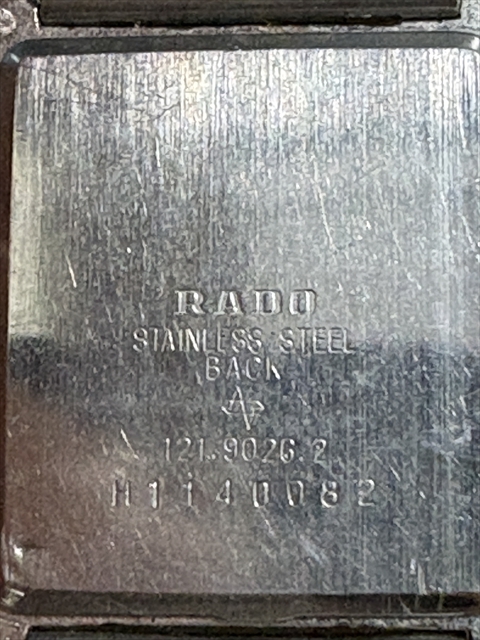 RADO
STAINLESS STEEL
BACK
121.9026.2
H1140082